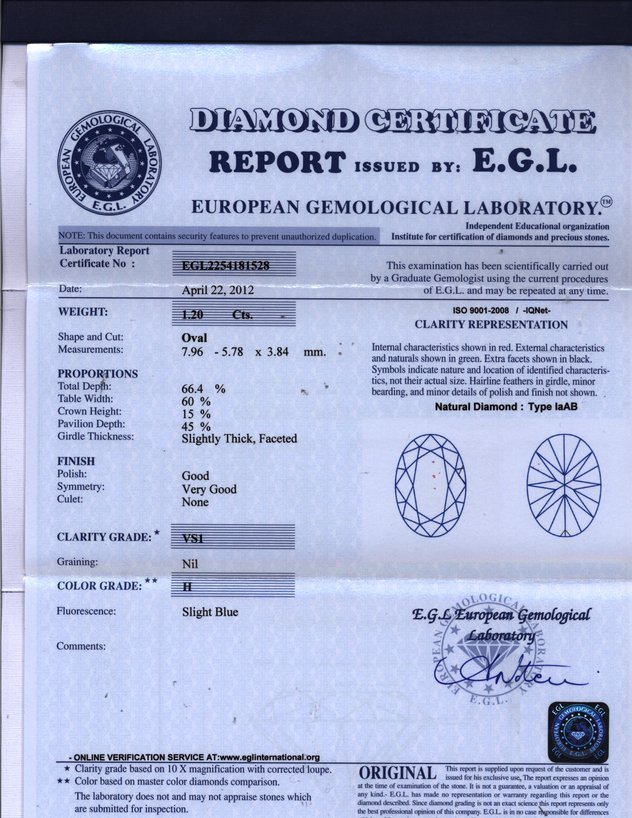 EUROPEAN GEMOLOGICAL LABORATORY
E.G.L.
DIAMOND CERTIFICATE
REPORT ISSUED BY: E.G.L.
EUROPEAN GEMOLOGICAL LABORATORY.™
Independent Educational organization
Institute for certification of diamonds and precious stones.
NOTE: This document contains security features to prevent unauthorized duplication.
Laboratory Report
Certificate No : EGL2254181528
Date: April 22, 2012
WEIGHT: 1.20 Cts.
Shape and Cut: Oval
Measurements: 7.96 - 5.78 x 3.84 mm.
PROPORTIONS
Total Depth: 66.4 %
Table Width: 60 %
Crown Height: 15 %
Pavilion Depth: 45 %
Girdle Thickness: Slightly Thick, Faceted
FINISH
Polish: Good
Symmetry: Very Good
Culet: None
CLARITY GRADE: ★ VS1
Graining: Nil
COLOR GRADE: ★★ H
Fluorescence: Slight Blue
Comments:
This examination has been scientifically carried out
by a Graduate Gemologist using the current procedures
of E.G.L. and may be repeated at any time.
ISO 9001-2008 / -IQNet-
CLARITY REPRESENTATION
Internal characteristics shown in red. External characteristics
and naturals shown in green. Extra facets shown in black.
Symbols indicate nature and location of identified characteris-
tics, not their actual size. Hairline feathers in girdle, minor
bearding, and minor details of polish and finish not shown.
Natural Diamond : Type IaAB
E.G.L European Gemological
Laboratory
EUROPEAN GEMOLOGICAL LABORATORY
E.G.L.
EGL
EGL
- ONLINE VERIFICATION SERVICE AT:www.eglinternational.org
★ Clarity grade based on 10 X magnification with corrected loupe.
★★ Color based on master color diamonds comparison.
The laboratory does not and may not appraise stones which
are submitted for inspection.
ORIGINAL This report is supplied upon request of the customer and is
issued for his exclusive use, The report expresses an opinion
at the time of examination of the stone. It is not a guarantee, a valuation or an appraisal of
any kind.- E.G.L. has made no representation or warranty regarding this report or the
diamond described. Since diamond grading is not an exact science this report represents only
the best professional opinion of this company. E.G.L. is in no case responsible for differences